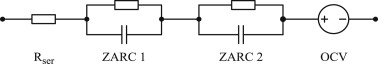 R_ser ZARC 1 ZARC 2 OCV
+ −